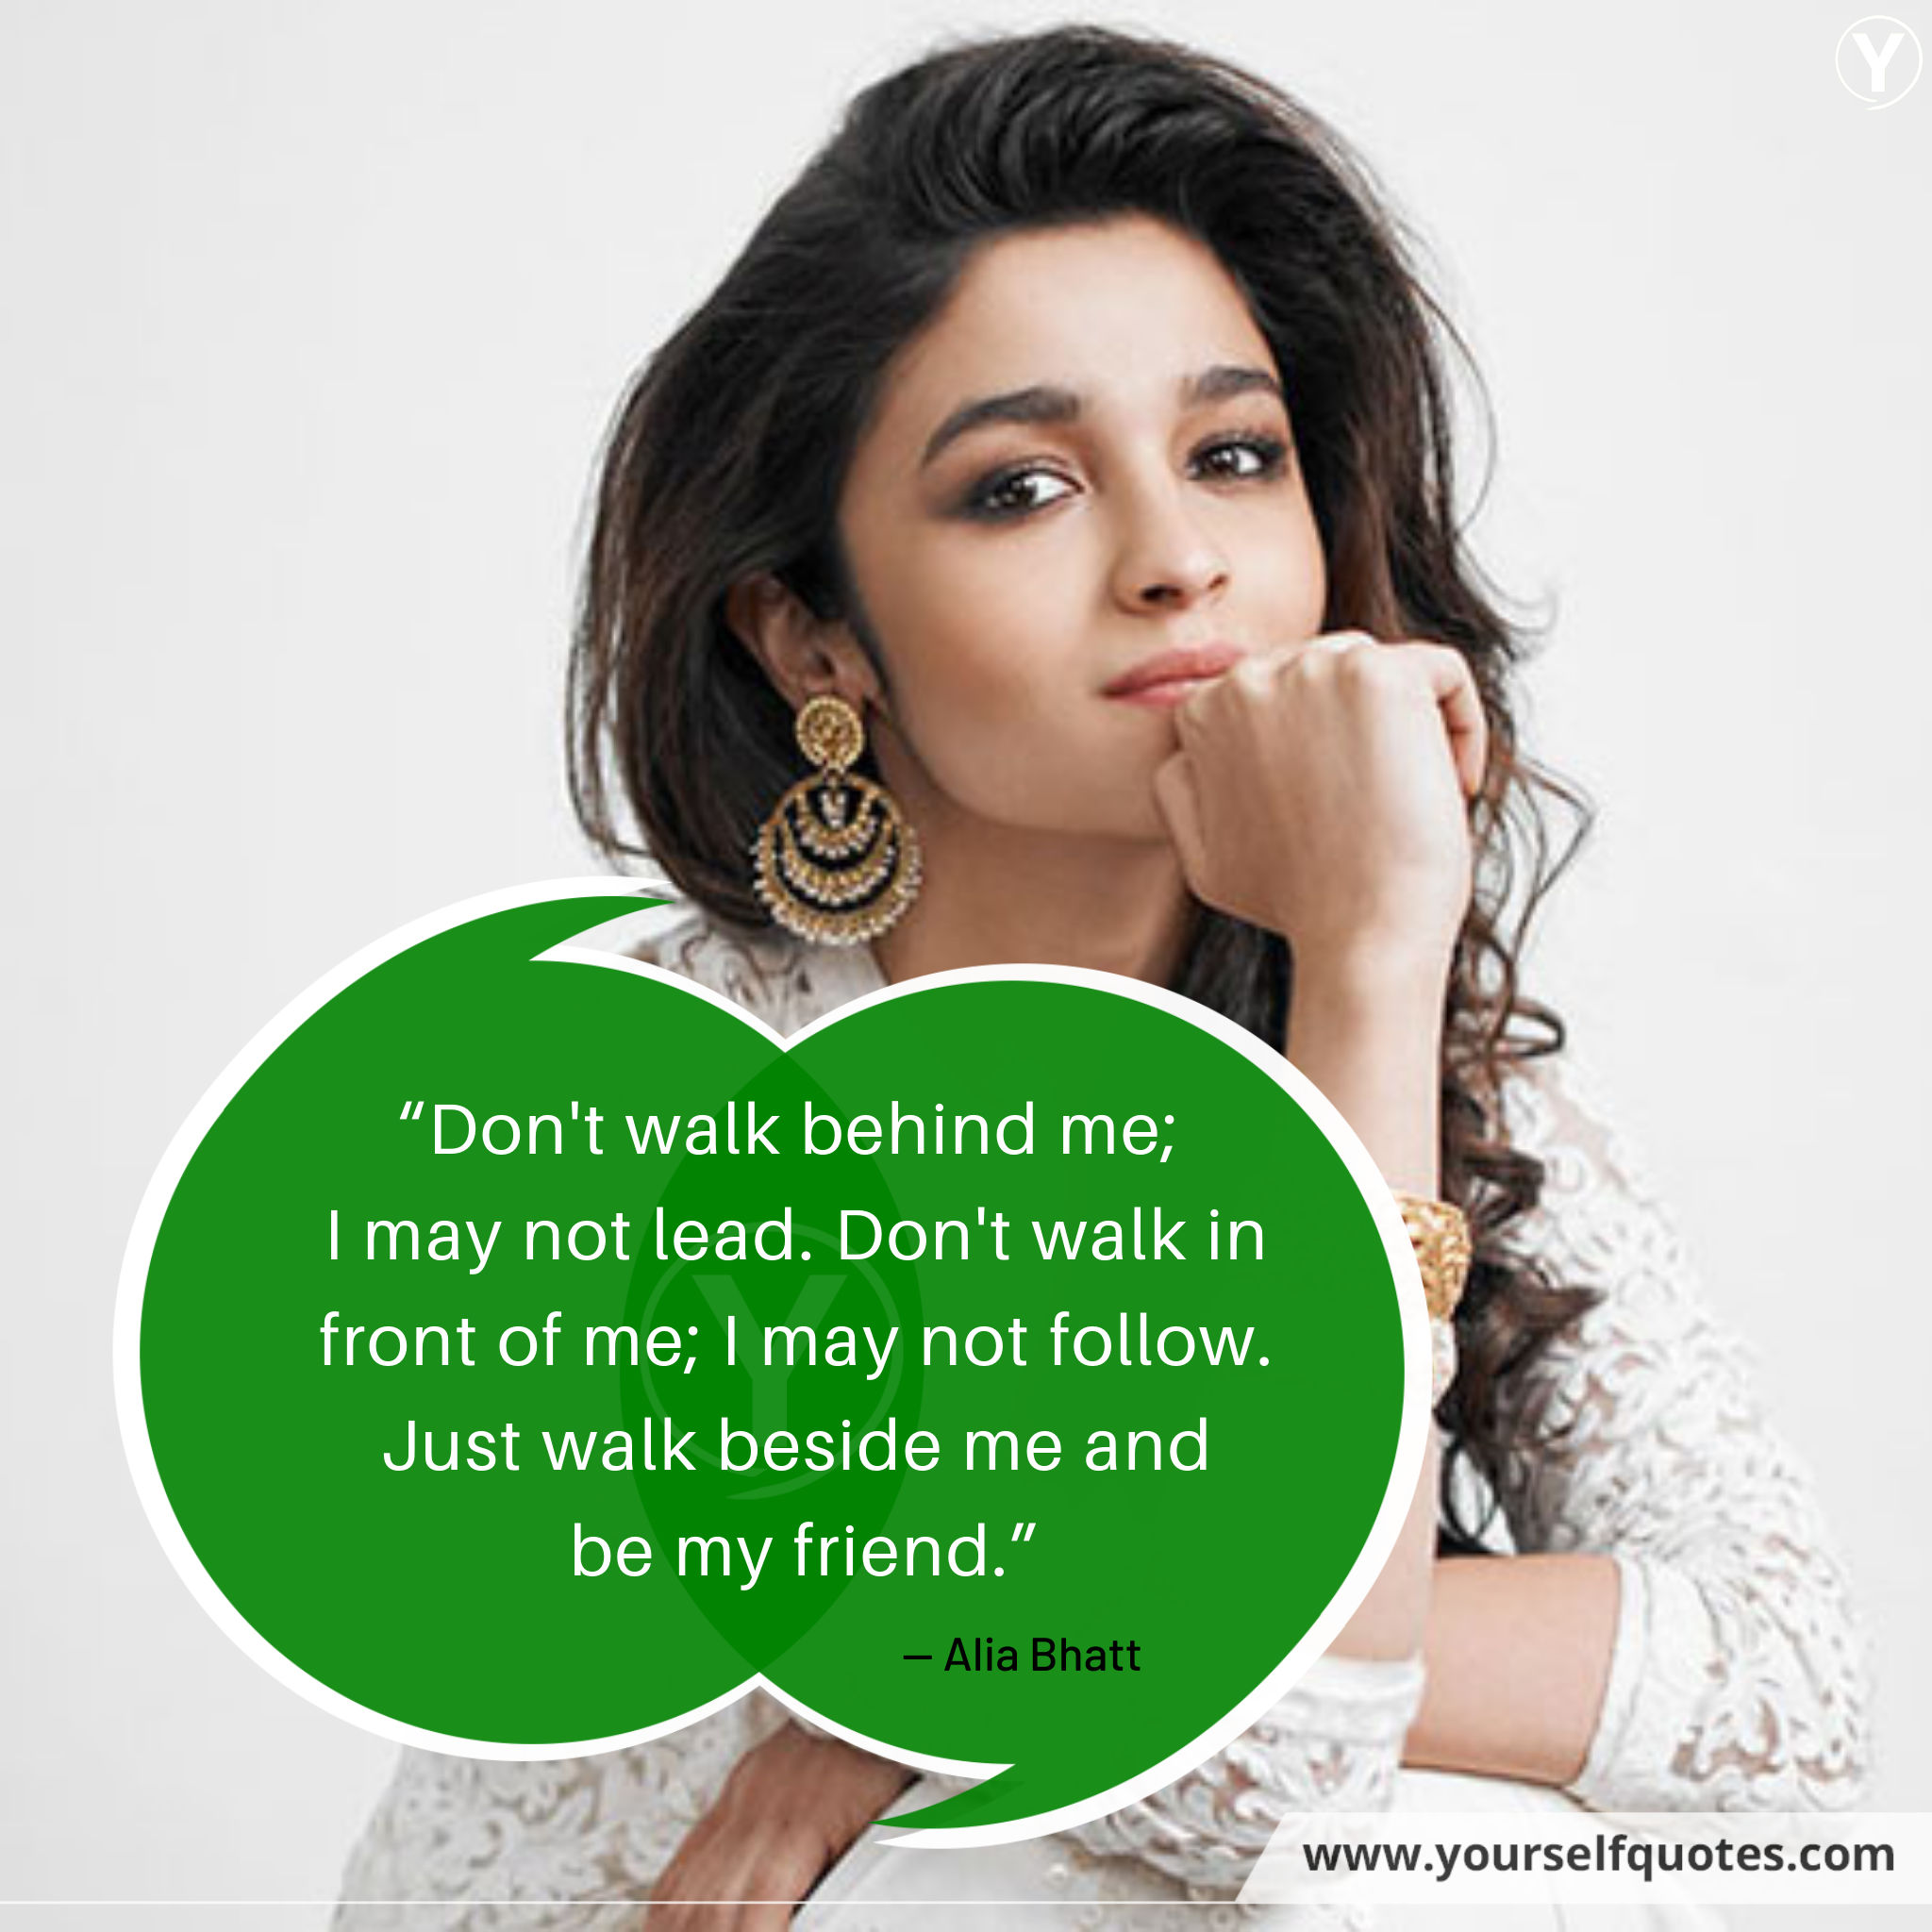 Y
“Don't walk behind me;
I may not lead. Don't walk in
front of me; I may not follow.
Just walk beside me and
be my friend.”
– Alia Bhatt
Y
www.yourselfquotes.com